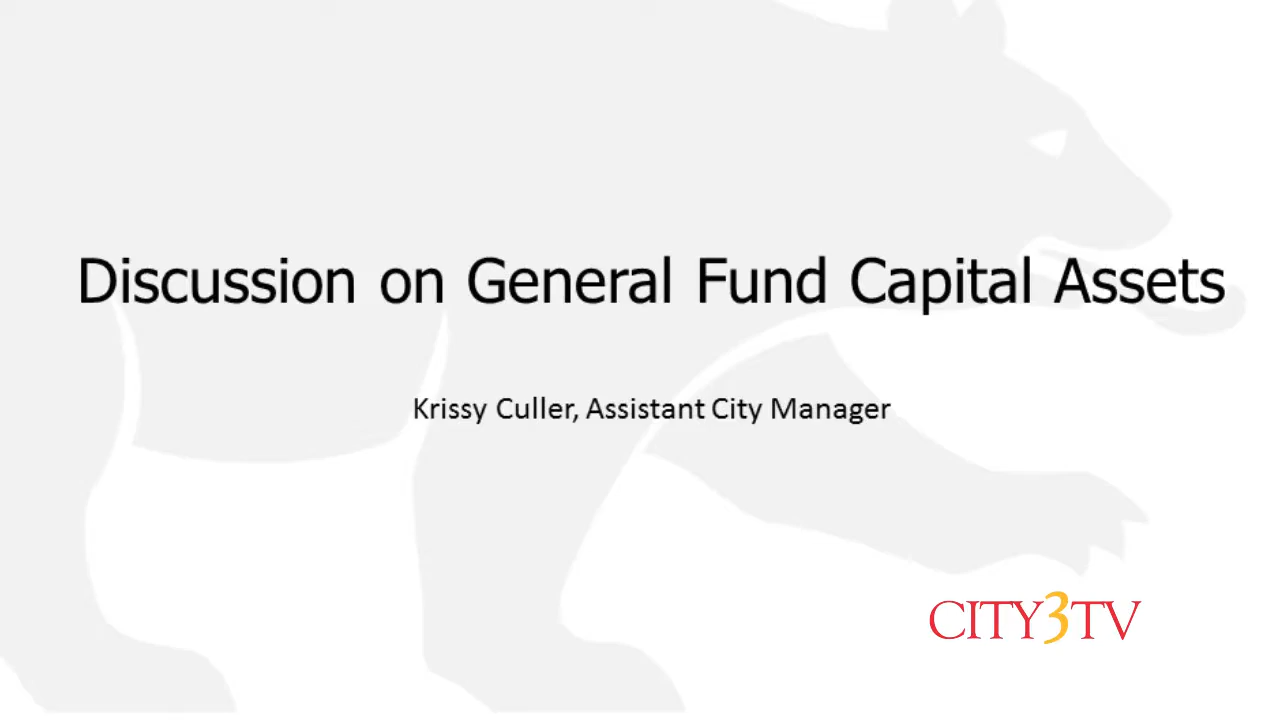 Discussion on General Fund Capital Assets
Krissy Culler, Assistant City Manager
CITY3TV